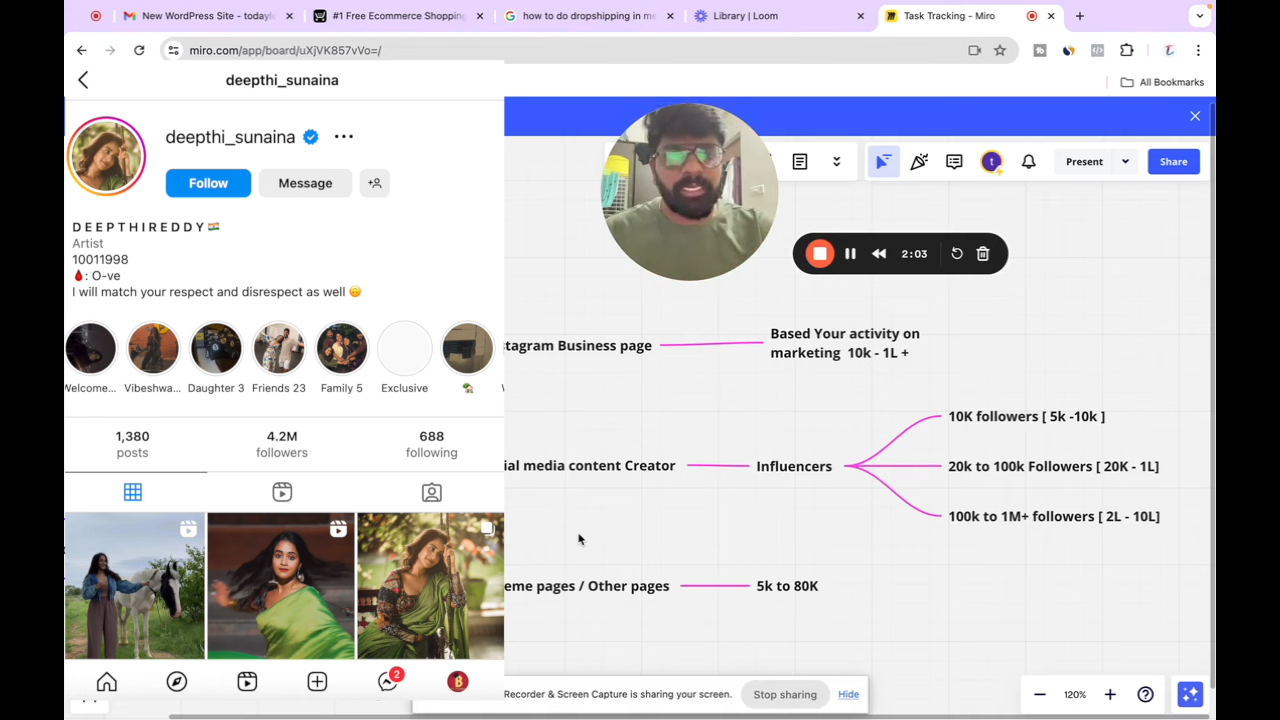 New WordPress Site - todayle
#1 Free Ecommerce Shopping
how to do dropshipping in me
Library | Loom
Task Tracking - Miro
miro.com/app/board/uXjVK857vVo=/
All Bookmarks
deepthi_sunaina
deepthi_sunaina
Follow
Message
D E E P T H I R E D D Y
Artist
10011998
: O-ve
I will match your respect and disrespect as well
Welcome...
Vibeshwa...
Daughter 3
Friends 23
Family 5
Exclusive
1,380
posts
4.2M
followers
688
following
2
Present
Share
2:03
stagram Business page
Based Your activity on
marketing 10k - 1L +
ial media content Creator
Influencers
10K followers [ 5k -10k ]
20k to 100k Followers [ 20K - 1L]
100k to 1M+ followers [ 2L - 10L]
eme pages / Other pages
5k to 80K
Recorder & Screen Capture is sharing your screen.
Stop sharing
Hide
120%